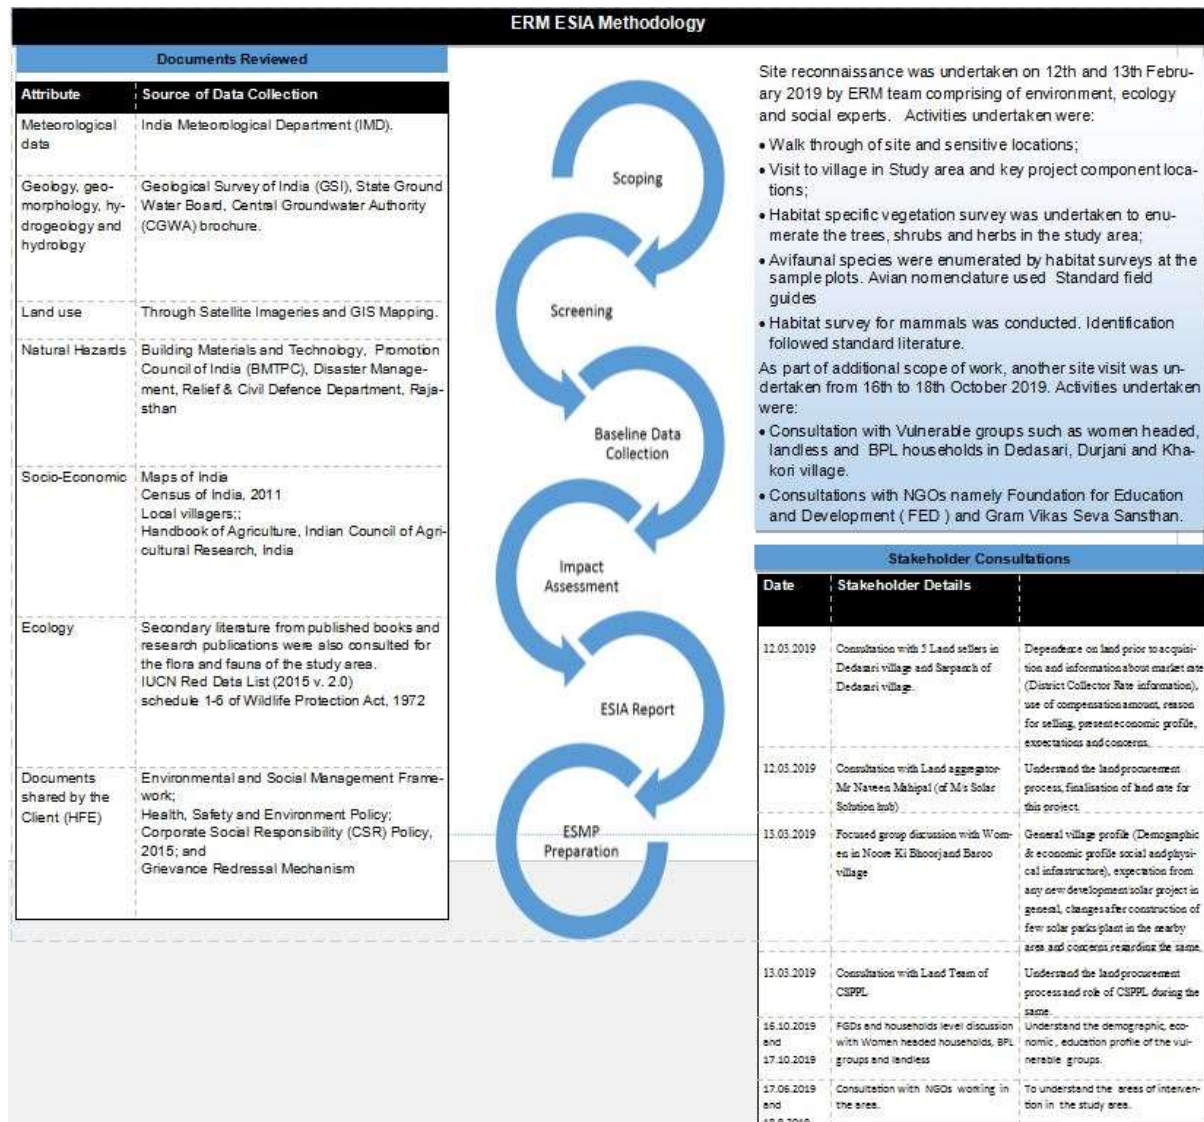 ERM ESIA Methodology
Documents Reviewed
Attribute Source of Data Collection
Meteorological
data
India Meteorological Department (IMD).
Geology, geo-
morphology, hy-
drogeology and
hydrology
Geological Survey of India (GSI), State Ground
Water Board, Central Groundwater Authority
(CGWA) brochure.
Land use
Through Satellite Imageries and GIS Mapping.
Natural Hazards
Building Materials and Technology, Promotion
Council of India (BMTPC), Disaster Manage-
ment, Relief & Civil Defence Department, Raja-
sthan
Socio-Economic
Maps of India
Census of India, 2011
Local villagers;;
Handbook of Agriculture, Indian Council of Agri-
cultural Research, India
Ecology
Secondary literature from published books and
research publications were also consulted for
the flora and fauna of the study area.
IUCN Red Data List (2015 v. 2.0)
schedule 1-6 of Wildlife Protection Act, 1972
Documents
shared by the
Client (HFE)
Environmental and Social Management Frame-
work;
Health, Safety and Environment Policy;
Corporate Social Responsibility (CSR) Policy,
2015; and
Grievance Redressal Mechanism
Scoping
Screening
Baseline Data
Collection
Impact
Assessment
ESIA Report
ESMP
Preparation
Site reconnaissance was undertaken on 12th and 13th Febru-
ary 2019 by ERM team comprising of environment, ecology
and social experts. Activities undertaken were:
• Walk through of site and sensitive locations;
• Visit to village in Study area and key project component loca-
tions;
• Habitat specific vegetation survey was undertaken to enu-
merate the trees, shrubs and herbs in the study area;
• Avifaunal species were enumerated by habitat surveys at the
sample plots. Avian nomenclature used Standard field
guides
• Habitat survey for mammals was conducted. Identification
followed standard literature.
As part of additional scope of work, another site visit was un-
dertaken from 16th to 18th October 2019. Activities undertaken
were:
• Consultation with Vulnerable groups such as women headed,
landless and BPL households in Dedasari, Durjani and Kha-
kori village.
• Consultations with NGOs namely Foundation for Education
and Development ( FED ) and Gram Vikas Seva Sansthan.
Stakeholder Consultations
Date Stakeholder Details
12.03.2019
Consultation with 5 Land sellers in
Dedasari village and Sarpanch of
Dedasari village.
Dependence on land prior to acquisi-
tion and information about market rate
(District Collector Rate information),
use of compensation amount, reason
for selling, present economic profile,
expectations and concerns.
12.03.2019
Consultation with Land aggregator-
Mr Naveen Mahipal (of M/s Solar
Solution hub)
Understand the land procurement
process, finalisation of land rate for
this project.
13.03.2019
Focused group discussion with Wom-
en in Noore Ki Bhoorj and Baroo
village
General village profile (Demographic
& economic profile social and physi-
cal infrastructure), expectation from
any new development/solar project in
general, changes after construction of
few solar parks/plant in the nearby
area and concerns regarding the same.
13.03.2019
Consultation with Land Team of
CSPPL
Understand the land procurement
process and role of CSPPL during the
same.
16.10.2019
and
17.10.2019
FGDs and households level discussion
with Women headed households, BPL
groups and landless
Understand the demographic, eco-
nomic , education profile of the vul-
nerable groups.
17.06.2019
and
Consultation with NGOs working in
the area.
To understand the areas of interven-
tion in the study area.